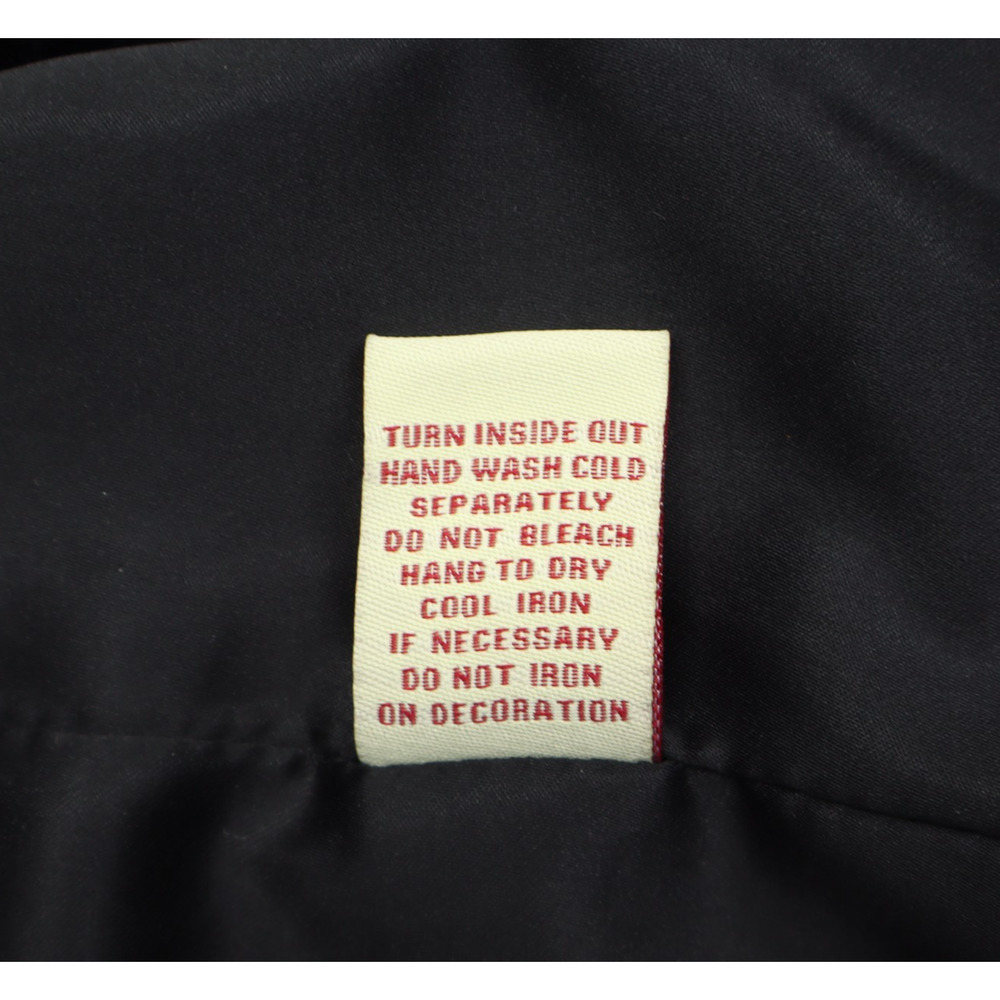 TURN INSIDE OUT
HAND WASH COLD
SEPARATELY
DO NOT BLEACH
HANG TO DRY
COOL IRON
IF NECESSARY
DO NOT IRON
ON DECORATION